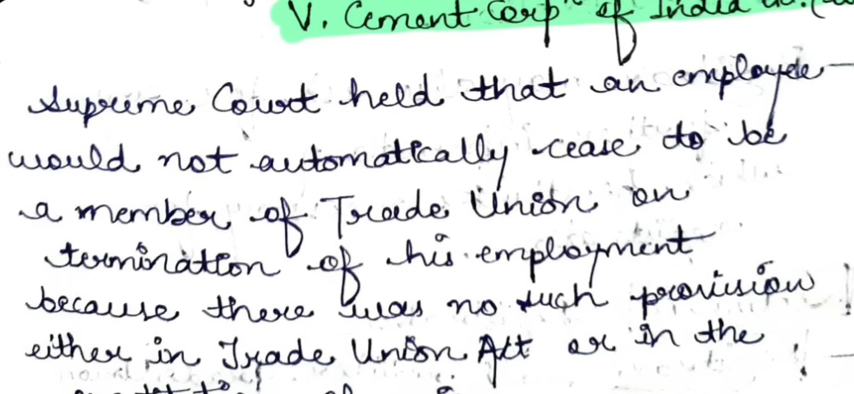 V. Cement Corpⁿ of India
Supreme Court held that an employee
would not automatically cease to be
a member of Trade Union on
termination of his employment
because there was no such provision
either in Trade Union Act or in the